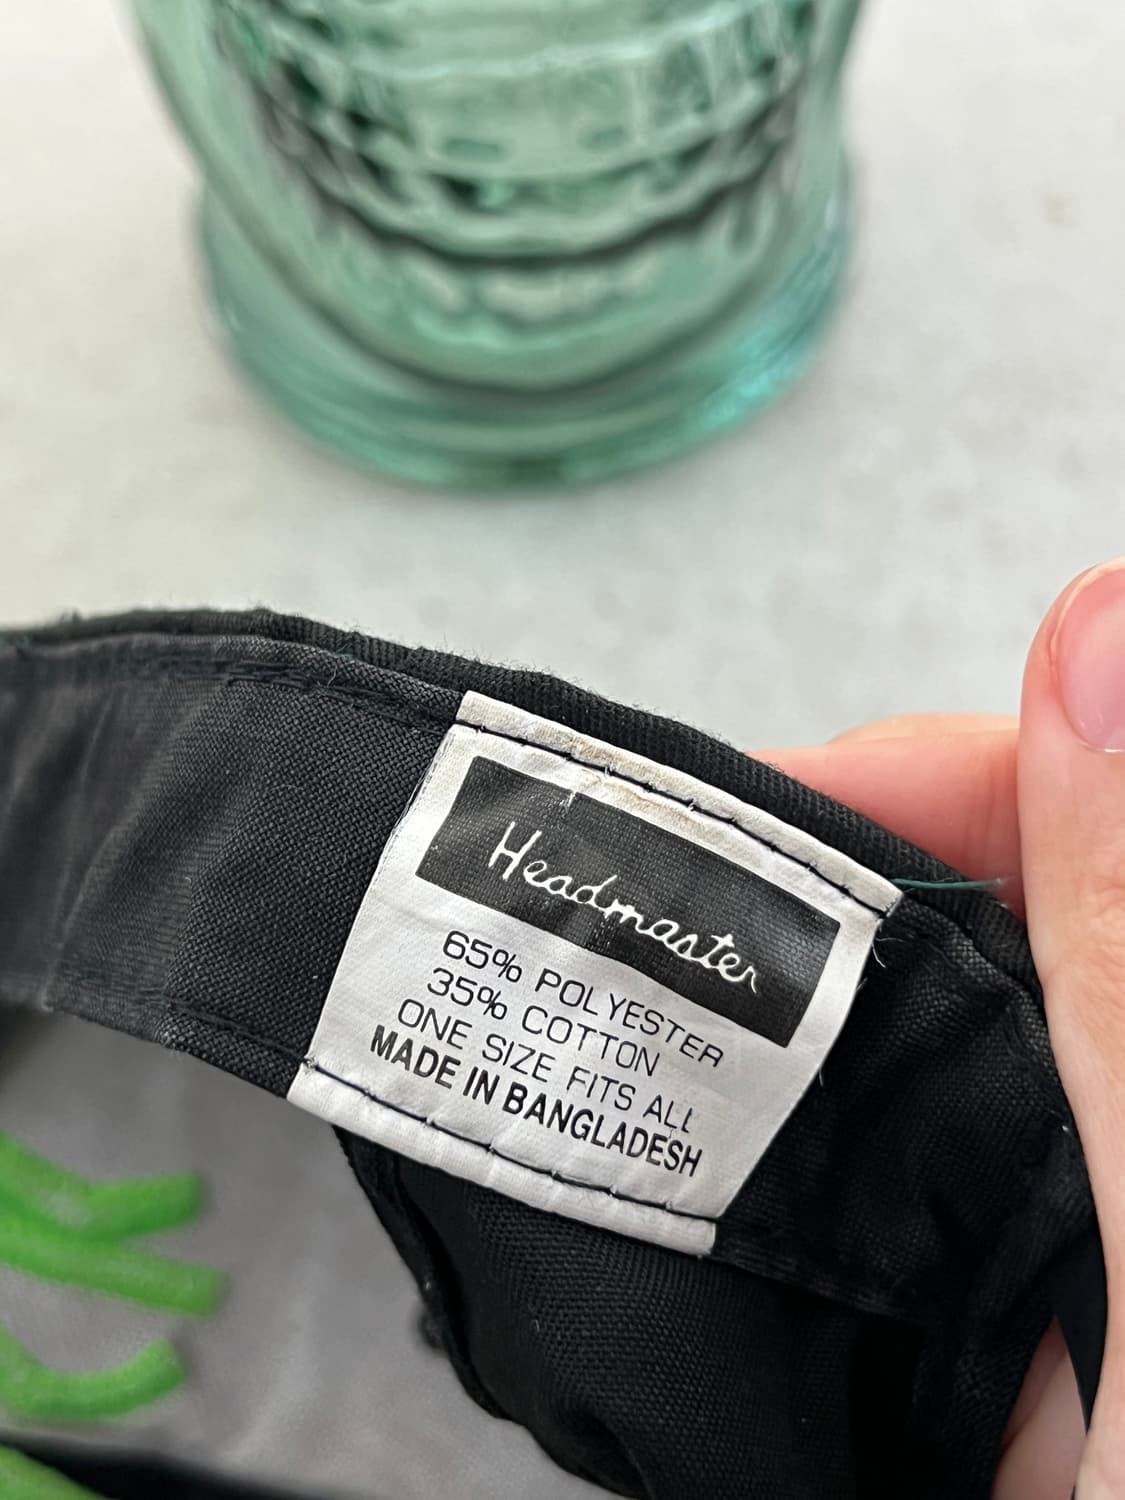 Headmaster
65% POLYESTER
35% COTTON
ONE SIZE FITS ALL
MADE IN BANGLADESH